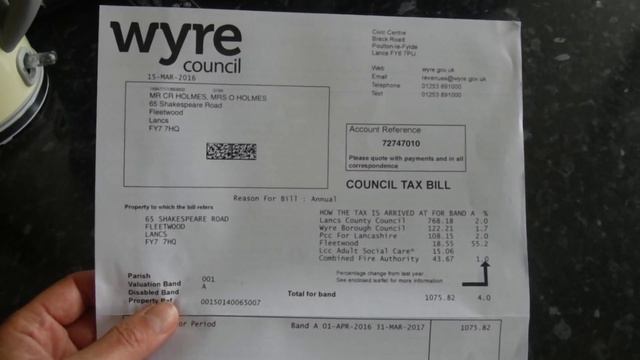 wyre
council
15-MAR-2016
Civic Centre
Breck Road
Poulton-le-Fylde
Lancs FY6 7PU
Web wyre.gov.uk
Email revenues@wyre.gov.uk
Telephone 01253 891000
Text 01253 891000
MR CR HOLMES, MRS O HOLMES
65 Shakespeare Road
Fleetwood
Lancs
FY7 7HQ
Account Reference
72747010
Please quote with payments and in all
correspondence
COUNCIL TAX BILL
Reason For Bill : Annual
Property to which the bill refers
65 SHAKESPEARE ROAD
FLEETWOOD
LANCS
FY7 7HQ
HOW THE TAX IS ARRIVED AT FOR BAND A %
Lancs County Council 768.18 2.0
Wyre Borough Council 122.21 1.7
Pcc For Lancashire 108.15 2.0
Fleetwood 18.55 55.2
Lcc Adult Social Care* 15.06
Combined Fire Authority 43.67 1.0
Percentage change from last year.
See enclosed leaflet for more information
Parish 001
Valuation Band A
Disabled Band
Property Ref 00150140065007
Total for band 1075.82 4.0
or Period Band A 01-APR-2016 31-MAR-2017 1075.82